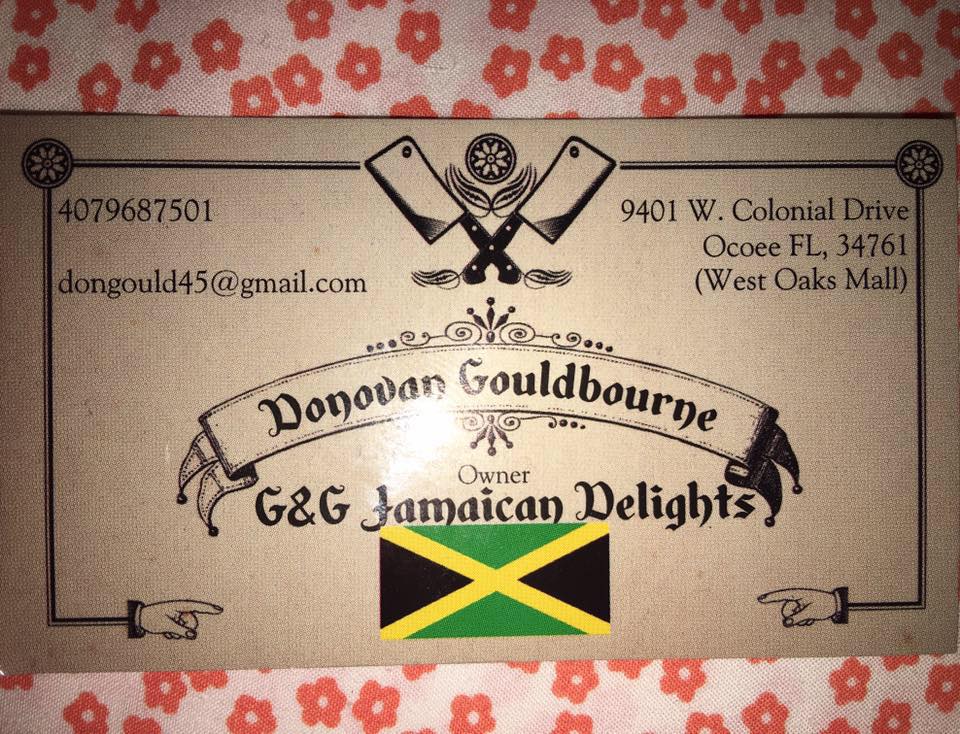 4079687501
dongould45@gmail.com
9401 W. Colonial Drive
Ocoee FL, 34761
(West Oaks Mall)
Donovan Gouldbourne
Owner
G&G Jamaican Delights